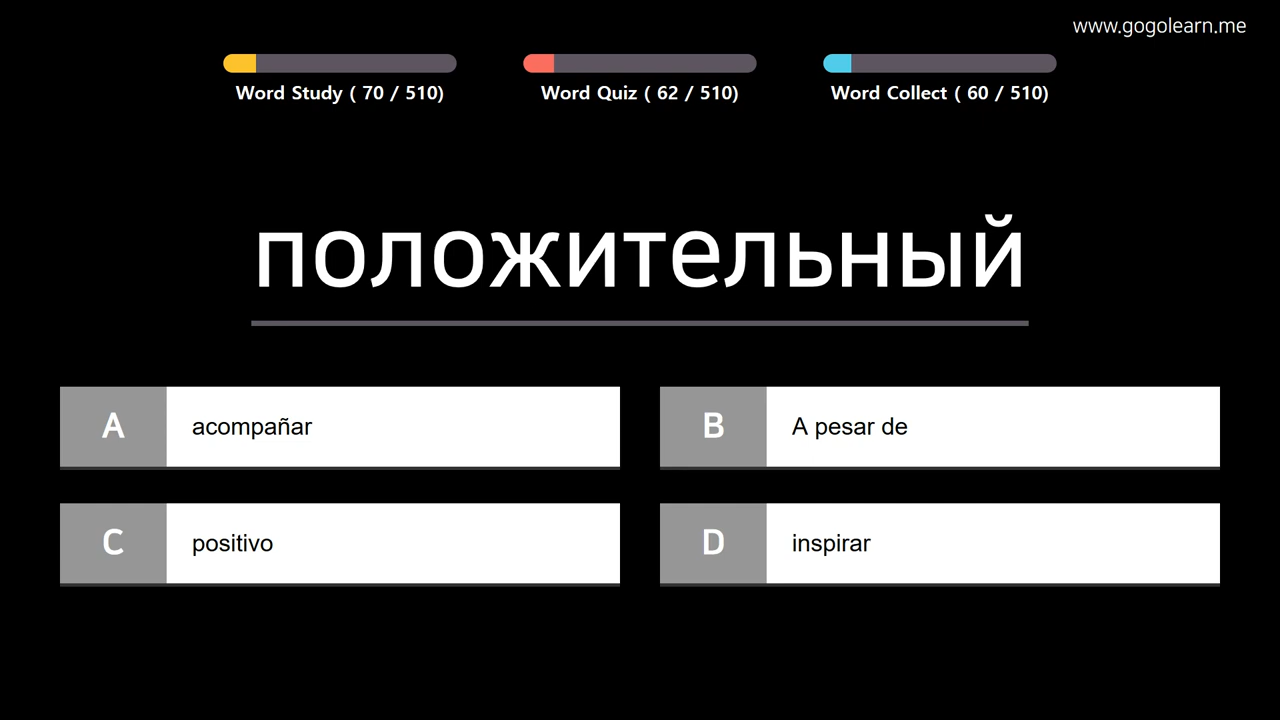 www.gogolearn.me
Word Study ( 70 / 510)
Word Quiz ( 62 / 510)
Word Collect ( 60 / 510)
положительный
A acompañar
B A pesar de
C positivo
D inspirar